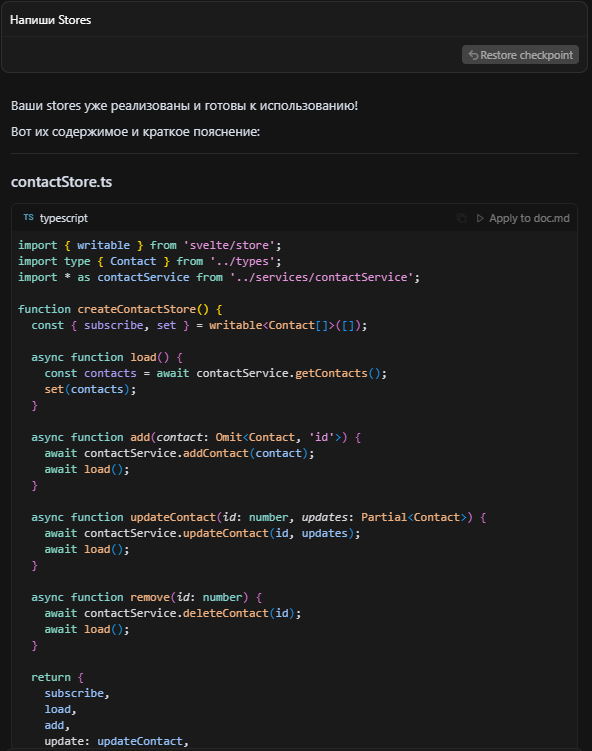 Напиши Stores
Restore checkpoint
Ваши stores уже реализованы и готовы к использованию!
Вот их содержимое и краткое пояснение:
contactStore.ts
TS typescript
Apply to doc.md
import { writable } from 'svelte/store';
import type { Contact } from '../types';
import * as contactService from '../services/contactService';
function createContactStore() {
  const { subscribe, set } = writable<Contact[]>([]);
  async function load() {
    const contacts = await contactService.getContacts();
    set(contacts);
  }
  async function add(contact: Omit<Contact, 'id'>) {
    await contactService.addContact(contact);
    await load();
  }
  async function updateContact(id: number, updates: Partial<Contact>) {
    await contactService.updateContact(id, updates);
    await load();
  }
  async function remove(id: number) {
    await contactService.deleteContact(id);
    await load();
  }
  return {
    subscribe,
    load,
    add,
    update: updateContact,